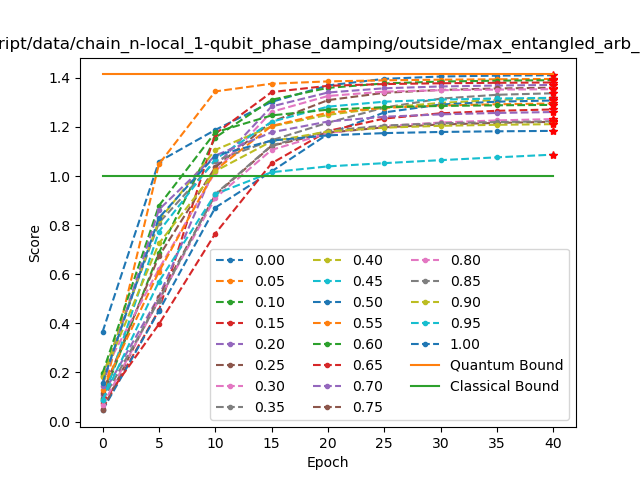 ript/data/chain_n-local_1-qubit_phase_damping/outside/max_entangled_arb_
Score
1.4
1.2
1.0
0.8
0.6
0.4
0.2
0.0
0.00 0.40 0.80
0.05 0.45 0.85
0.10 0.50 0.90
0.15 0.55 0.95
0.20 0.60 1.00
0.25 0.65 Quantum Bound
0.30 0.70 Classical Bound
0.35 0.75
0 5 10 15 20 25 30 35 40
Epoch